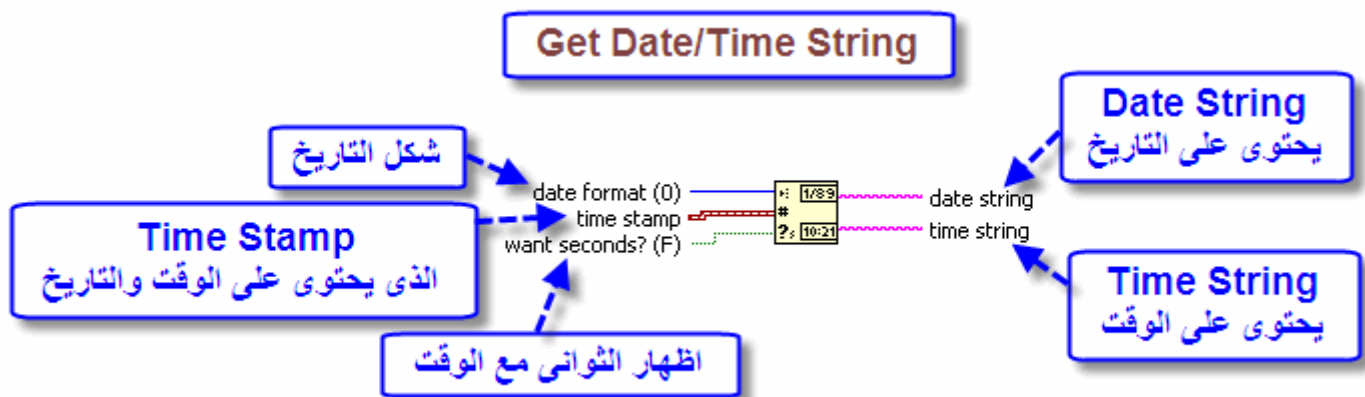 Get Date/Time String
Date String
يحتوى على التاريخ
شكل التاريخ
date format (0)
time stamp
want seconds? (F)
1/89
#
?s 10:21
date string
time string
Time Stamp
الذى يحتوى على الوقت والتاريخ
Time String
يحتوى على الوقت
اظهار الثوانى مع الوقت